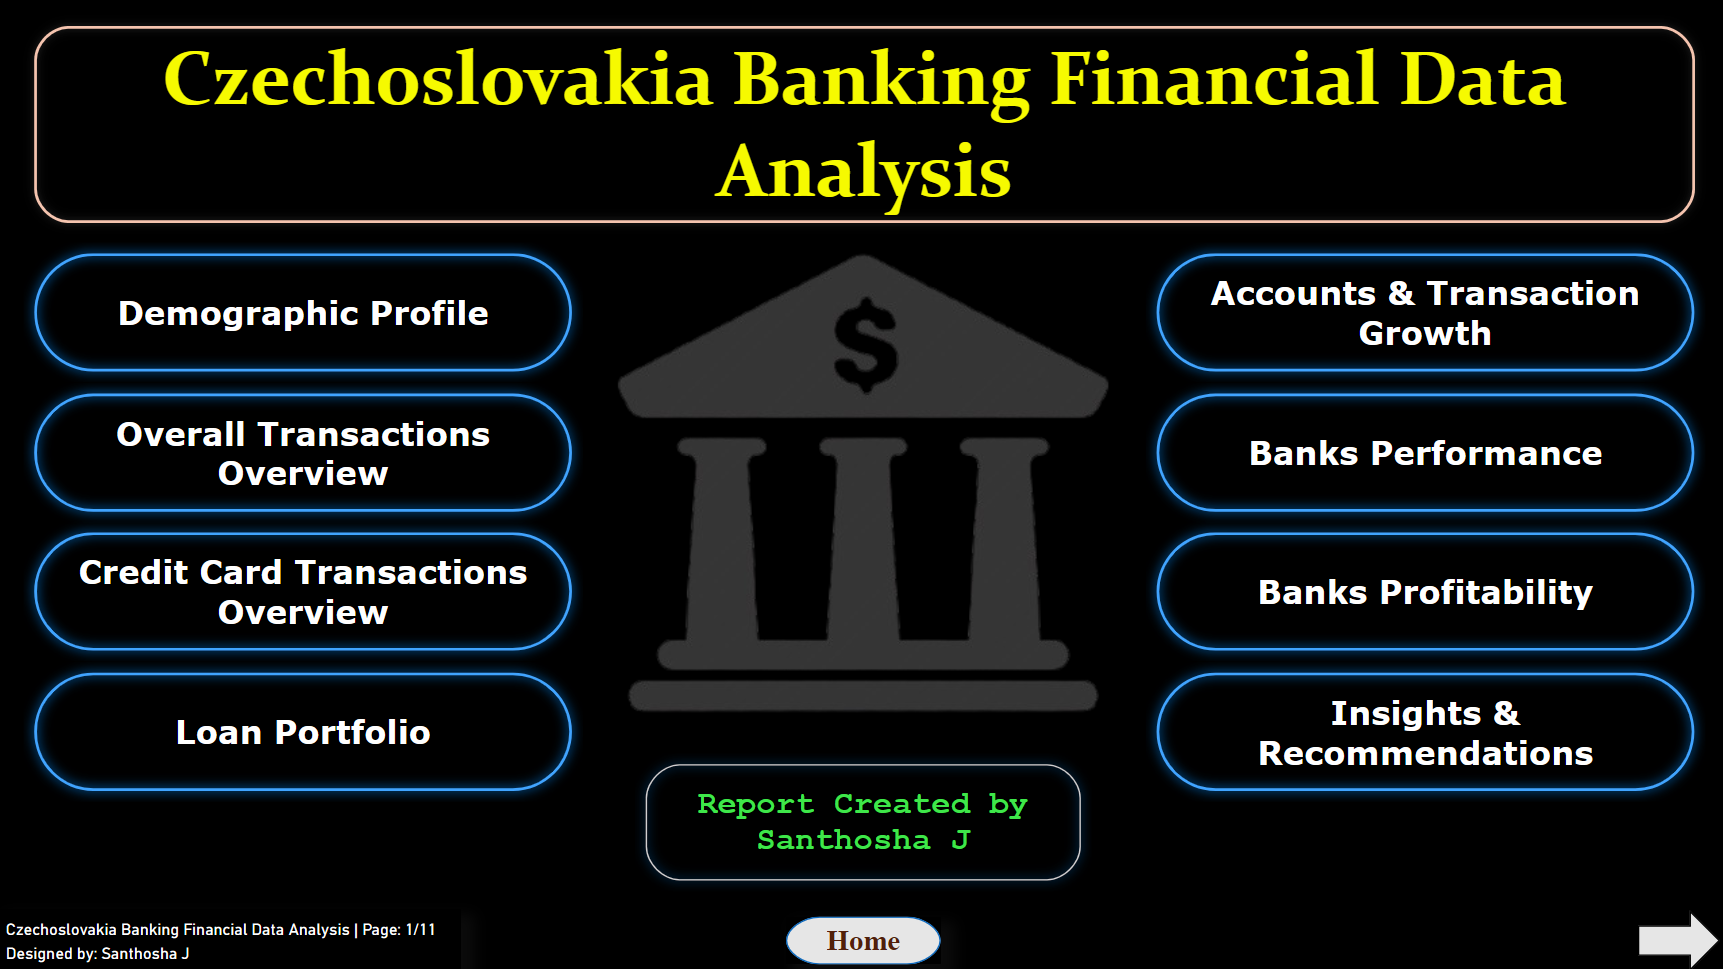 Czechoslovakia Banking Financial Data
Analysis
Demographic Profile
Overall Transactions
Overview
Credit Card Transactions
Overview
Loan Portfolio
$
Accounts & Transaction
Growth
Banks Performance
Banks Profitability
Insights &
Recommendations
Report Created by
Santhosha J
Czechoslovakia Banking Financial Data Analysis | Page: 1/11
Designed by: Santhosha J
Home